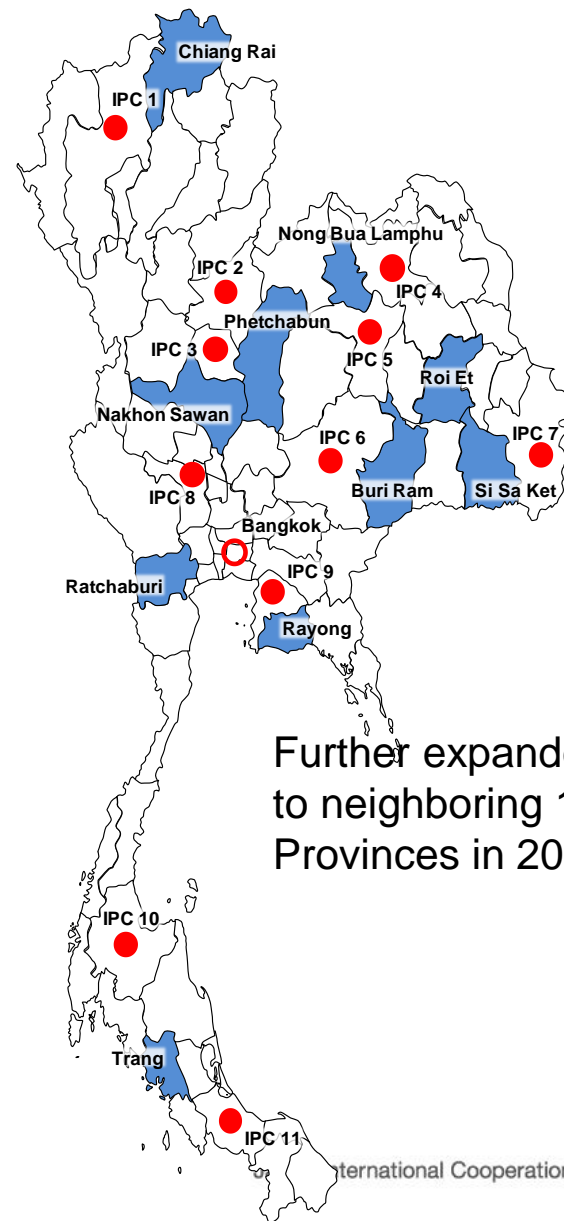 Chiang Rai
IPC 1
Nong Bua Lamphu
IPC 2
IPC 4
Phetchabun
IPC 3
IPC 5
Roi Et
Nakhon Sawan
IPC 6
IPC 7
IPC 8
Buri Ram
Si Sa Ket
Bangkok
Ratchaburi
IPC 9
Rayong
Further expande
to neighboring 1
Provinces in 20
IPC 10
Trang
IPC 11
ternational Cooperation